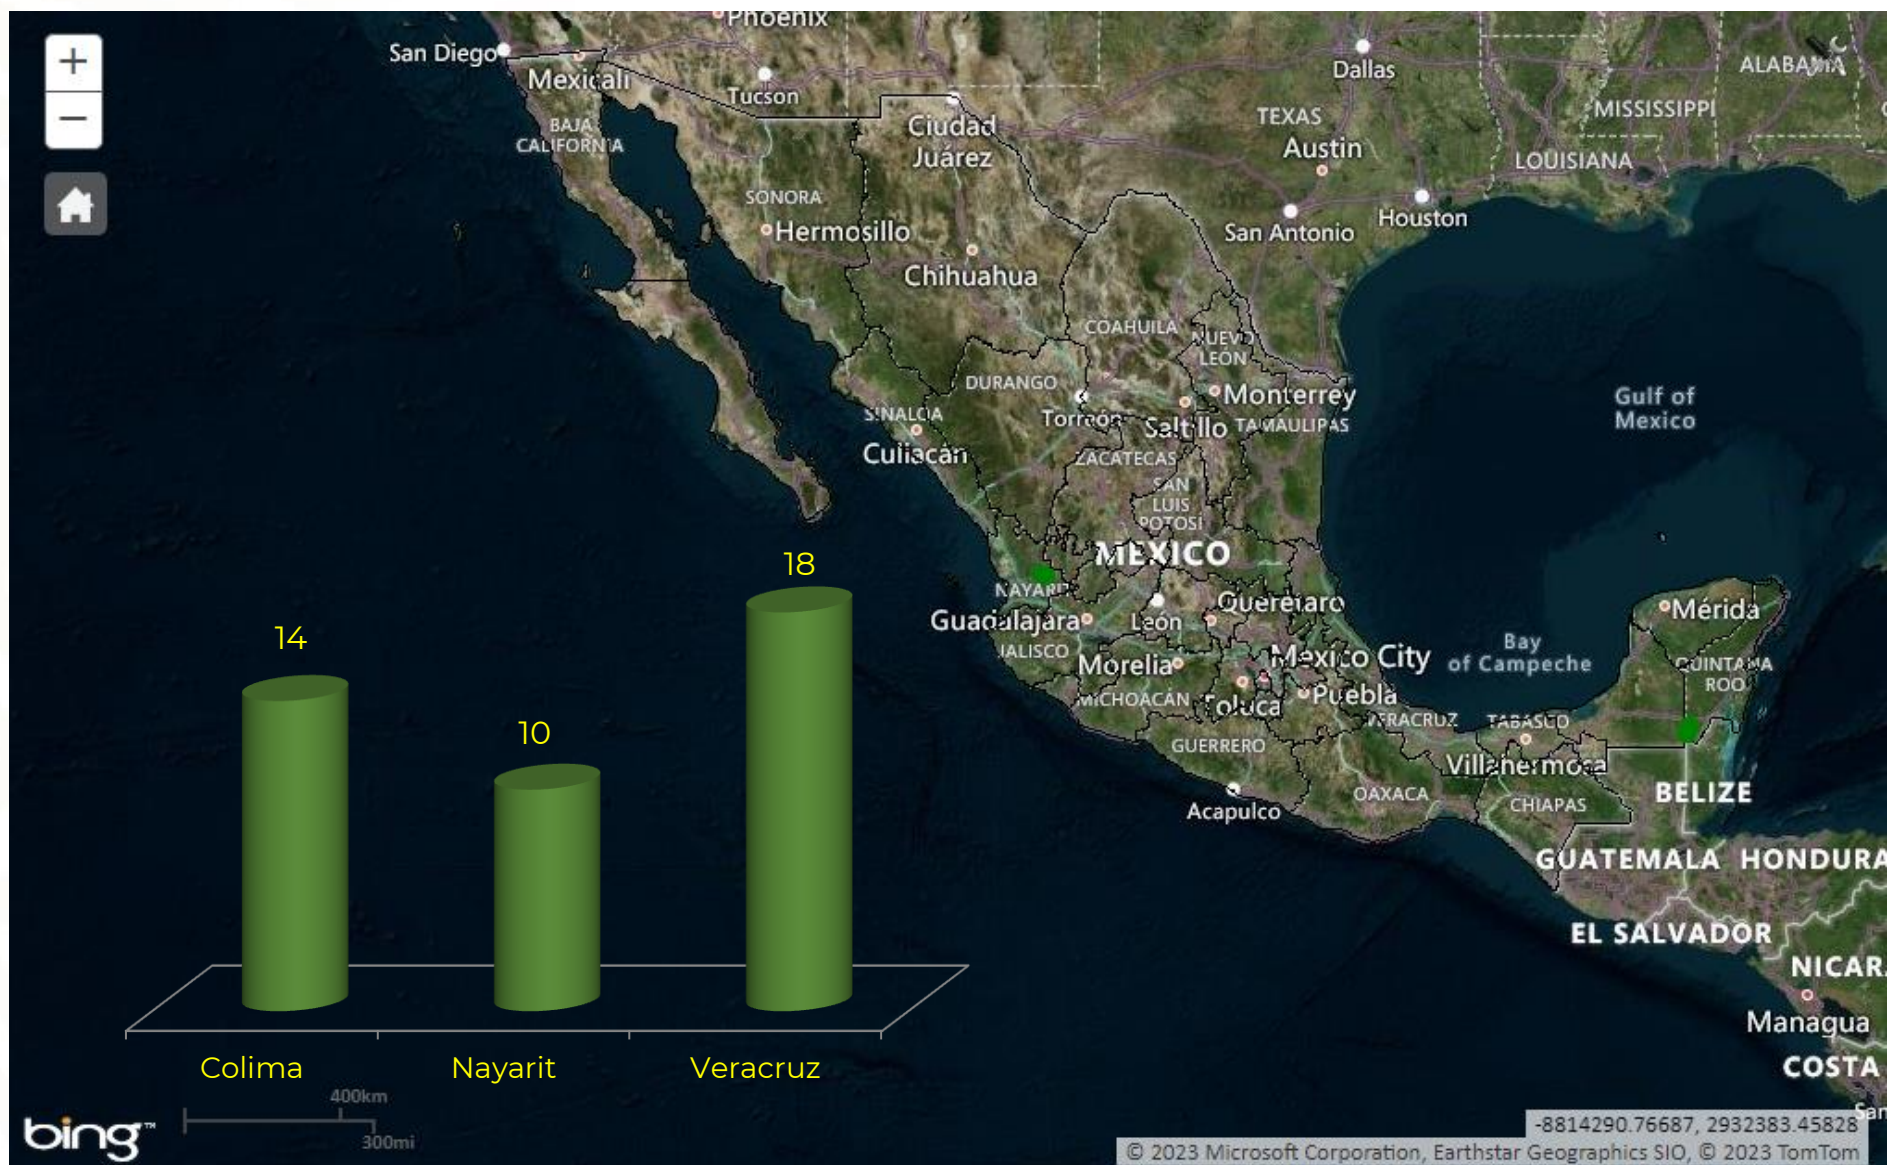 Phoenix
+
−
San Diego
Mexicali
Tucson
Dallas
ALABAMA
BAJA
CALIFORNIA
Ciudad
Juárez
TEXAS
MISSISSIPPI
Austin
LOUISIANA
SONORA
Hermosillo
San Antonio
Houston
Chihuahua
COAHUILA
NUEVO
LEÓN
DURANGO
Monterrey
Gulf of
Mexico
SINALOA
Torreón
Saltillo
TAMAULIPAS
Culiacán
ZACATECAS
SAN
LUIS
POTOSÍ
MEXICO
18
NAYARIT
Querétaro
Mérida
Guadalajara
León
14
JALISCO
Morelia
Mexico City
Bay
of Campeche
QUINTANA
ROO
MICHOACÁN
Toluca
Puebla
VERACRUZ
TABASCO
10
GUERRERO
Villahermosa
OAXACA
CHIAPAS
BELIZE
Acapulco
GUATEMALA
HONDURA
EL SALVADOR
NICAR
Managua
Colima
Nayarit
Veracruz
COSTA
400km
300mi
bing™
San
-8814290.76687, 2932383.45828
© 2023 Microsoft Corporation, Earthstar Geographics SIO, © 2023 TomTom